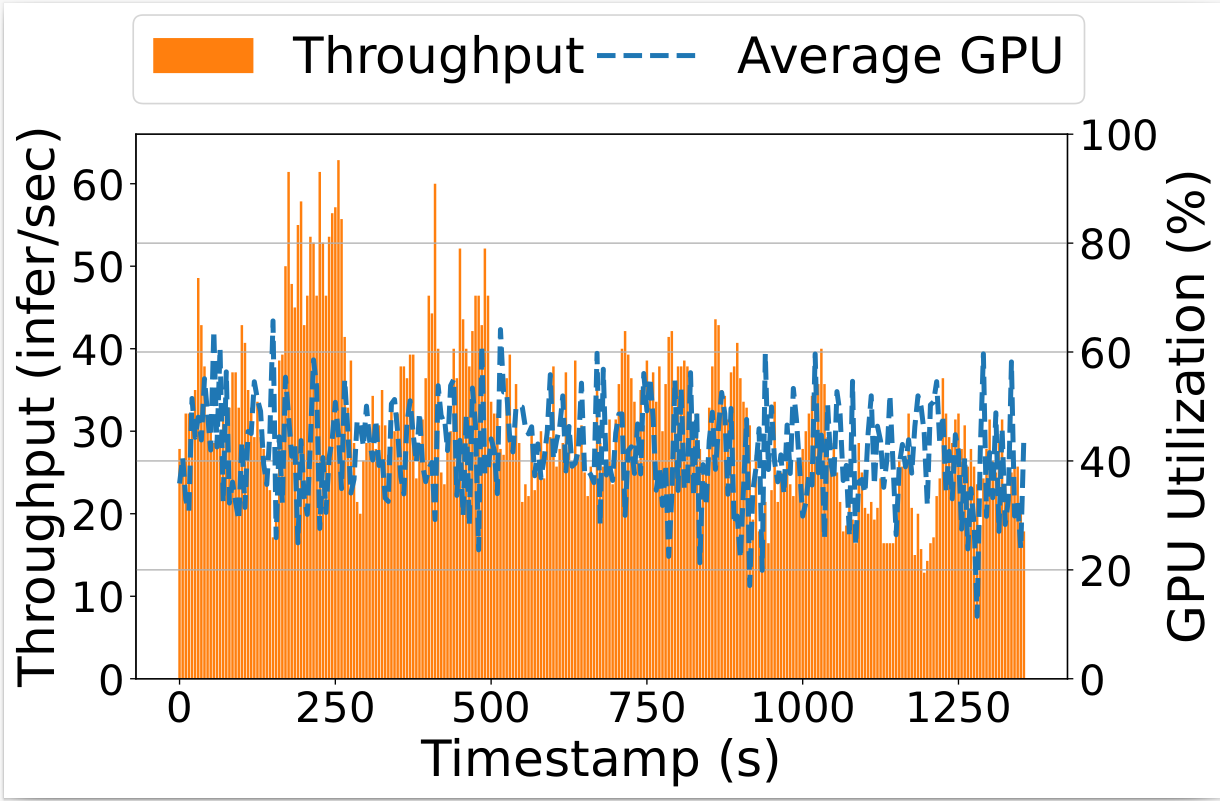 Throughput Average GPU
Throughput (infer/sec)
60
50
40
30
20
10
0
100
80
60
40
20
0
GPU Utilization (%)
0 250 500 750 1000 1250
Timestamp (s)